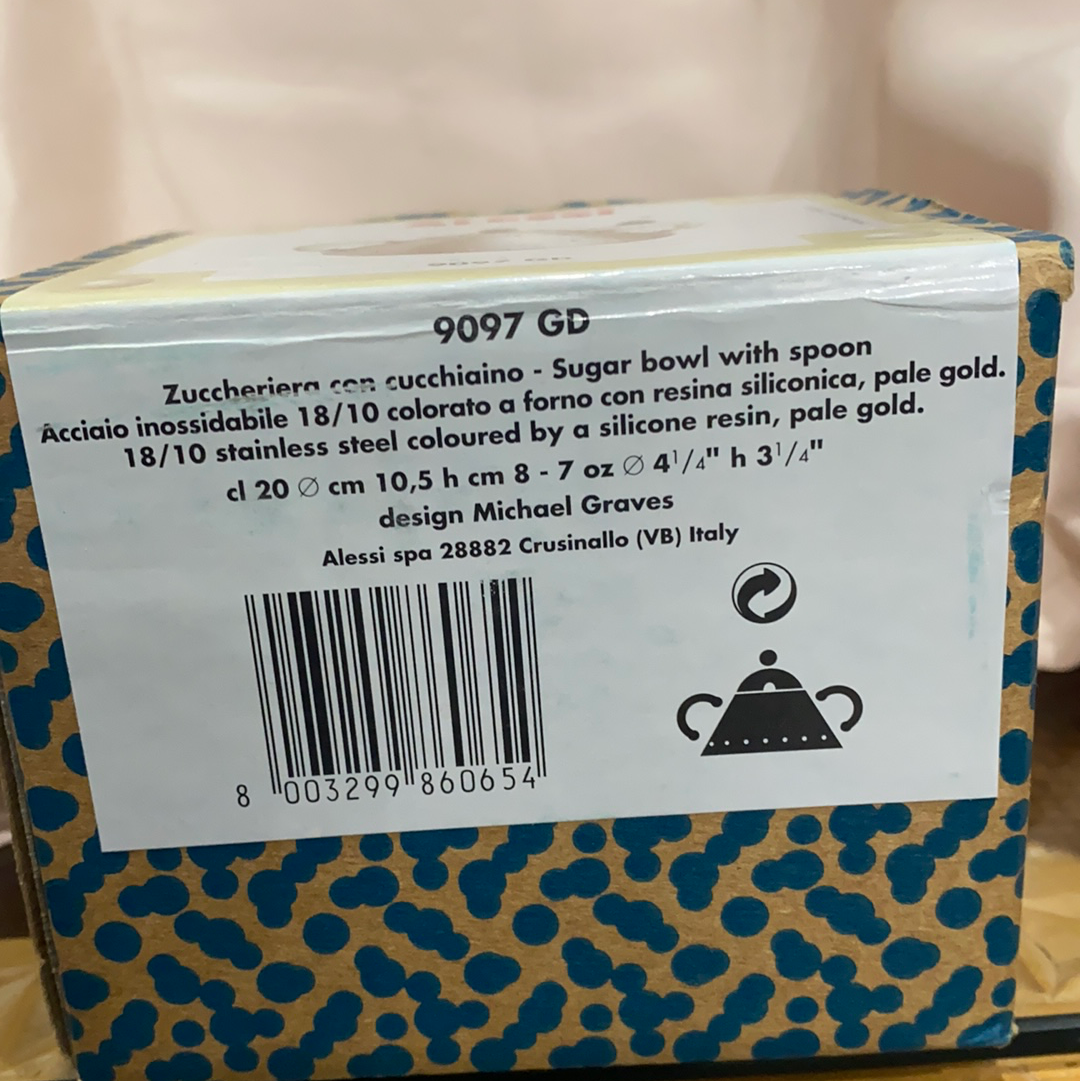 9097 GD
Zuccheriera con cucchiaino - Sugar bowl with spoon
Acciaio inossidabile 18/10 colorato a forno con resina siliconica, pale gold.
18/10 stainless steel coloured by a silicone resin, pale gold.
cl 20 ∅ cm 10,5 h cm 8 - 7 oz ∅ 4¹/₄" h 3¹/₄"
design Michael Graves
Alessi spa 28882 Crusinallo (VB) Italy
8 003299 860654